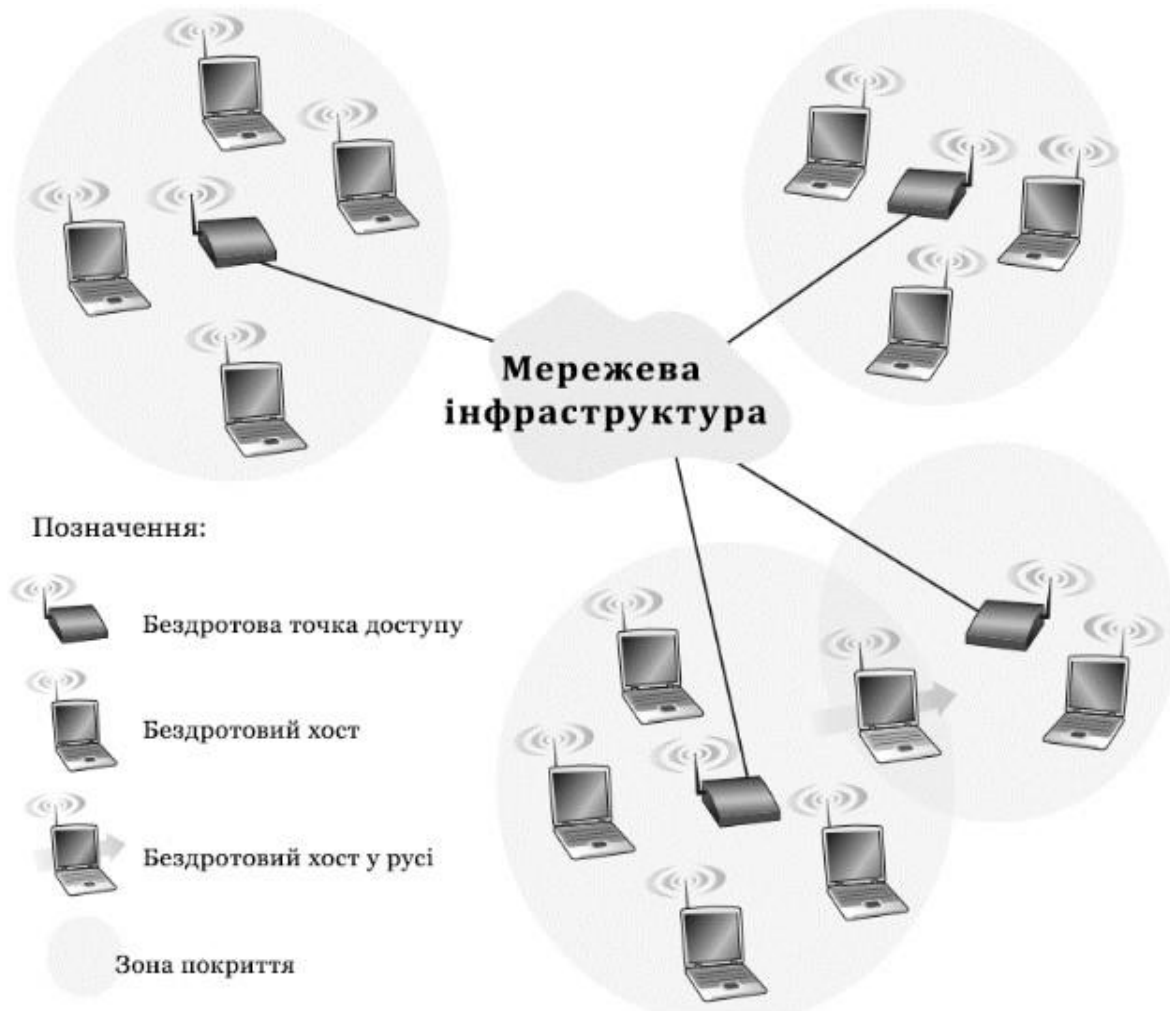 Мережева
інфраструктура
Позначення:
Бездротова точка доступу
Бездротовий хост
Бездротовий хост у русі
Зона покриття